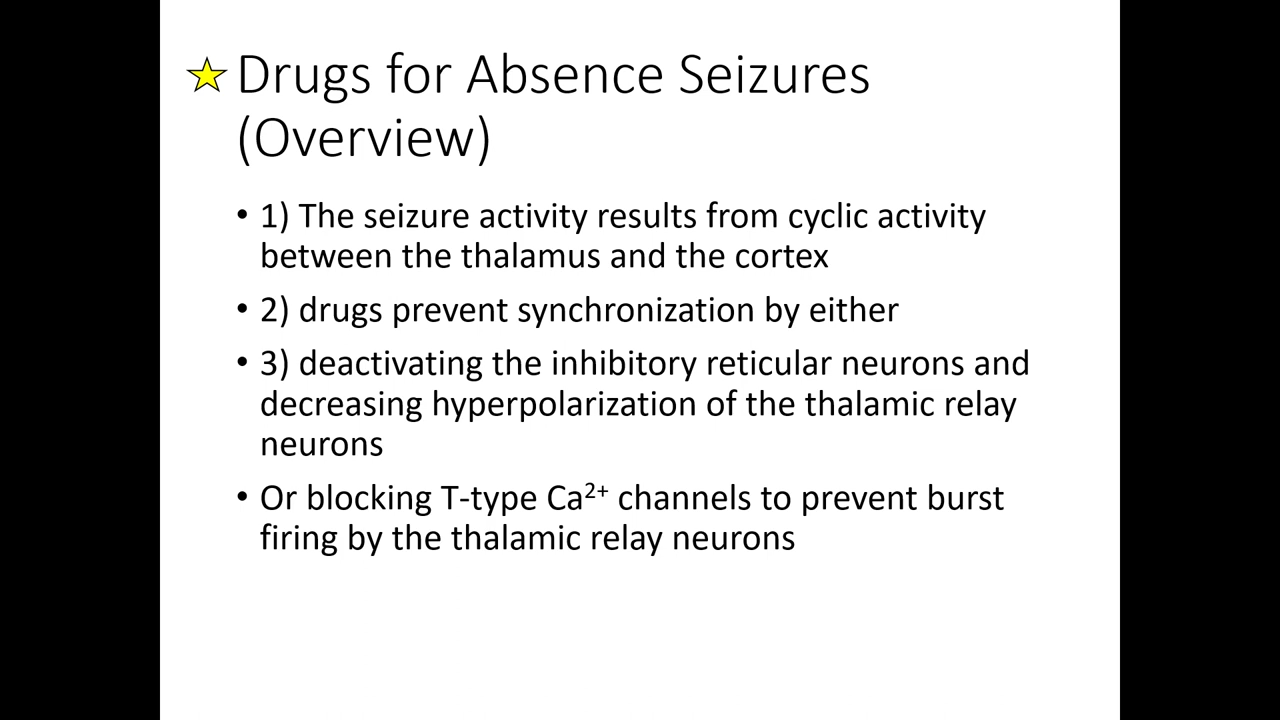 Drugs for Absence Seizures
(Overview)
• 1) The seizure activity results from cyclic activity
between the thalamus and the cortex
• 2) drugs prevent synchronization by either
• 3) deactivating the inhibitory reticular neurons and
decreasing hyperpolarization of the thalamic relay
neurons
• Or blocking T-type Ca²⁺ channels to prevent burst
firing by the thalamic relay neurons